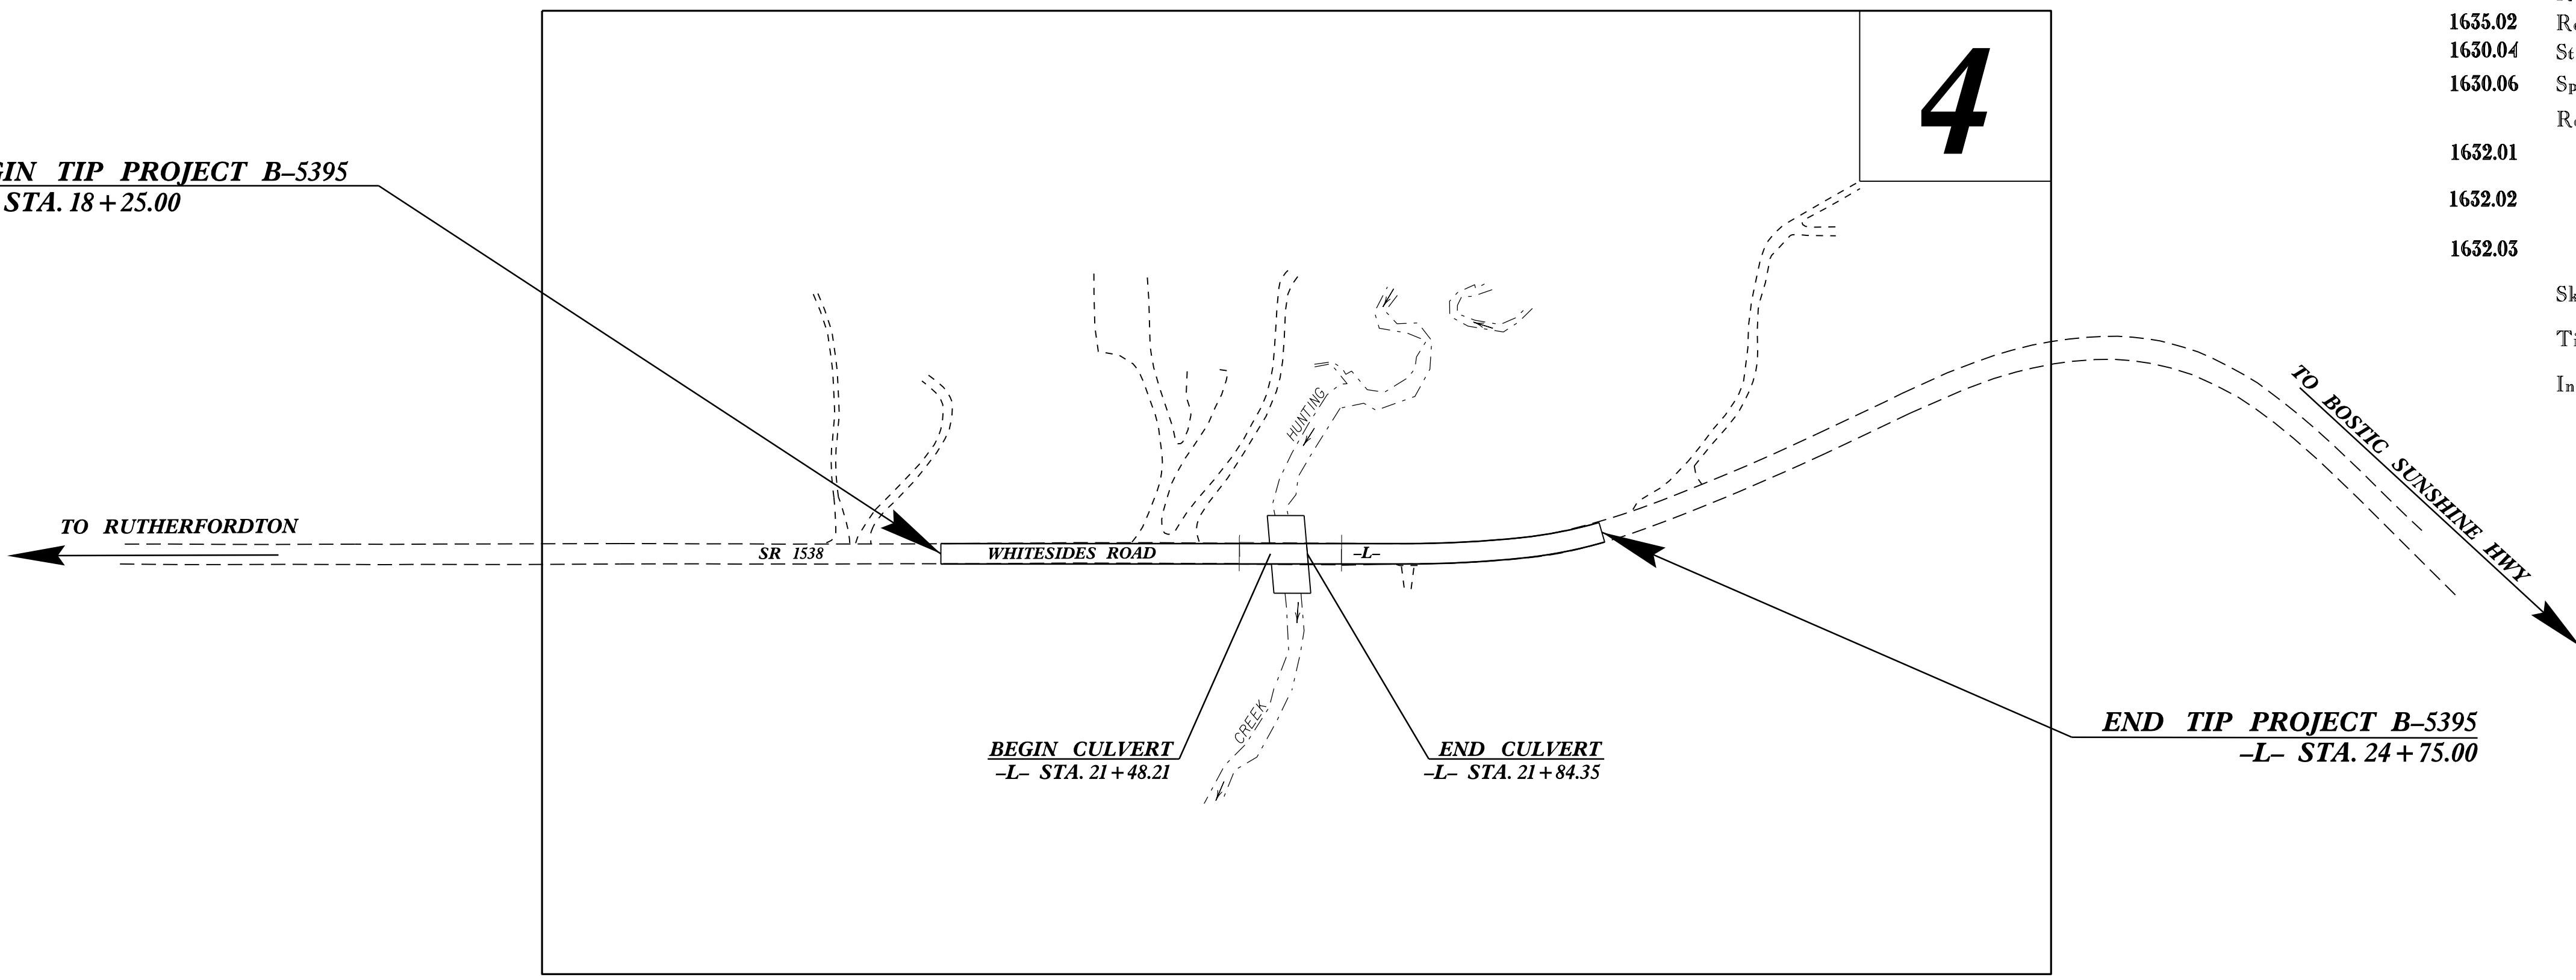 1635.02
1630.04
1630.06
1632.01
1632.02
1632.03
4
TIP PROJECT B–5395
STA. 18+25.00
TO RUTHERFORDTON
SR 1538
WHITESIDES ROAD
–L–
HUNTING
CREEK
TO BOSTIC SUNSHINE HWY
BEGIN CULVERT
–L– STA. 21+48.21
END CULVERT
–L– STA. 21+84.35
END TIP PROJECT B–5395
–L– STA. 24+75.00